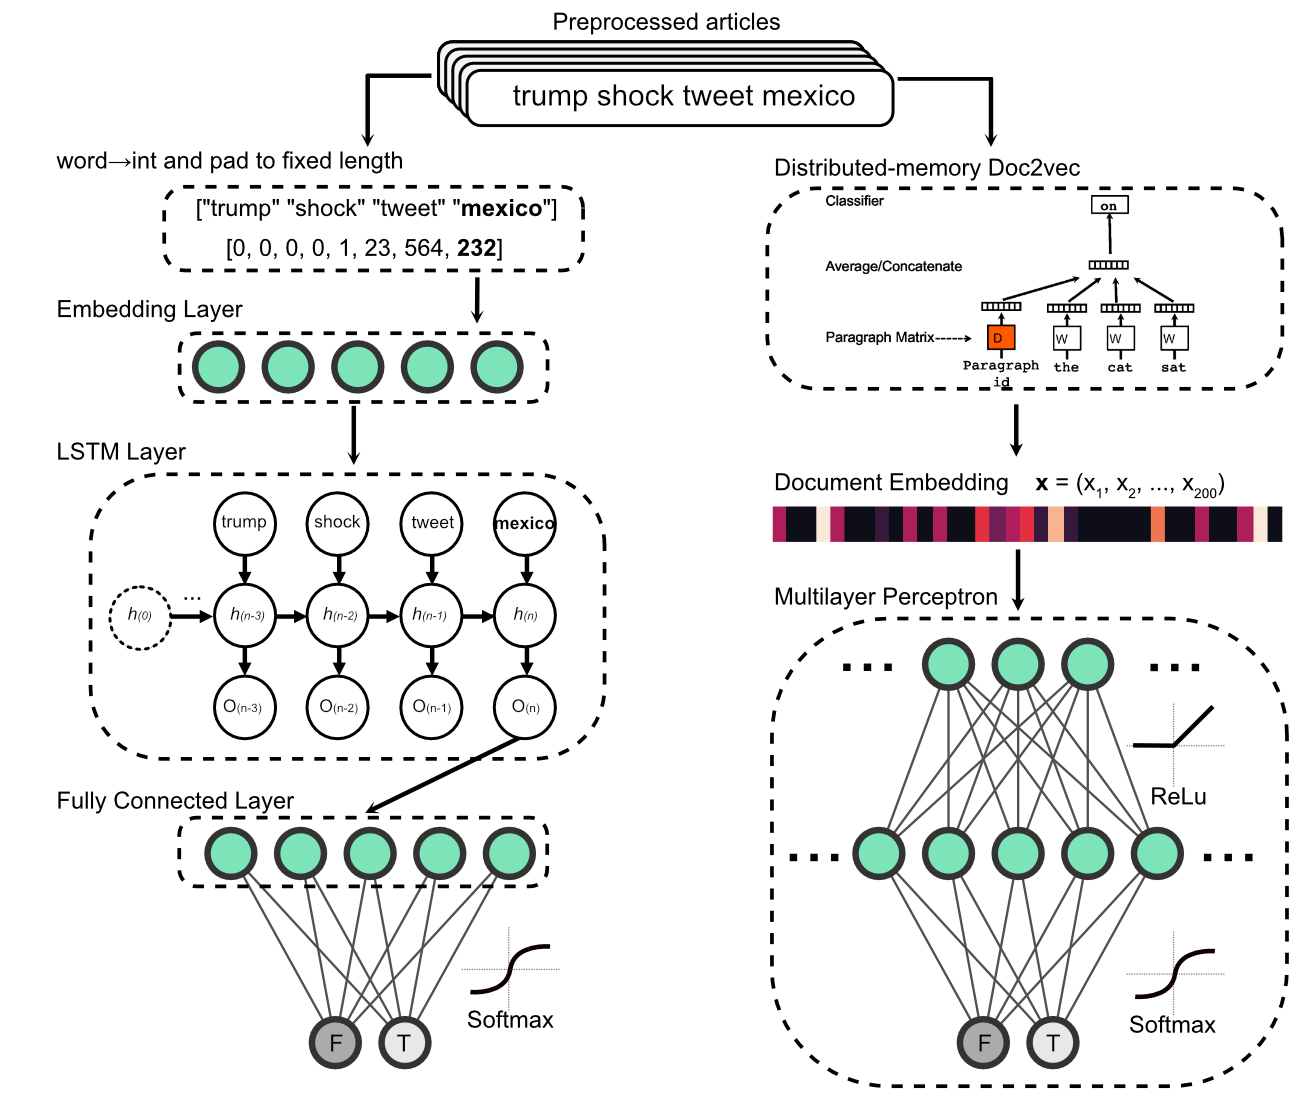 Preprocessed articles
trump shock tweet mexico
word→int and pad to fixed length
["trump" "shock" "tweet" "mexico"]
[0, 0, 0, 0, 1, 23, 564, 232]
Embedding Layer
LSTM Layer
trump shock tweet mexico
...
h(0) h(n-3) h(n-2) h(n-1) h(n)
O(n-3) O(n-2) O(n-1) O(n)
Fully Connected Layer
Softmax
F T
Distributed-memory Doc2vec
Classifier on
Average/Concatenate
Paragraph Matrix D W W W
Paragraph the cat sat
id
Document Embedding x = (x1, x2, ..., x200)
Multilayer Perceptron
ReLu
Softmax
F T